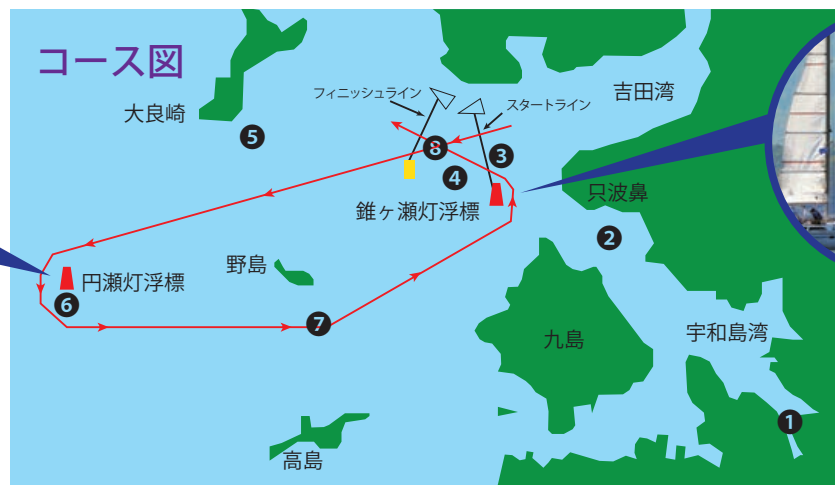 コース図
フィニッシュライン
スタートライン
吉田湾
大良崎
5
8
3
4
只波鼻
錐ヶ瀬灯浮標
2
野島
円瀬灯浮標
6
7
九島
宇和島湾
1
高島